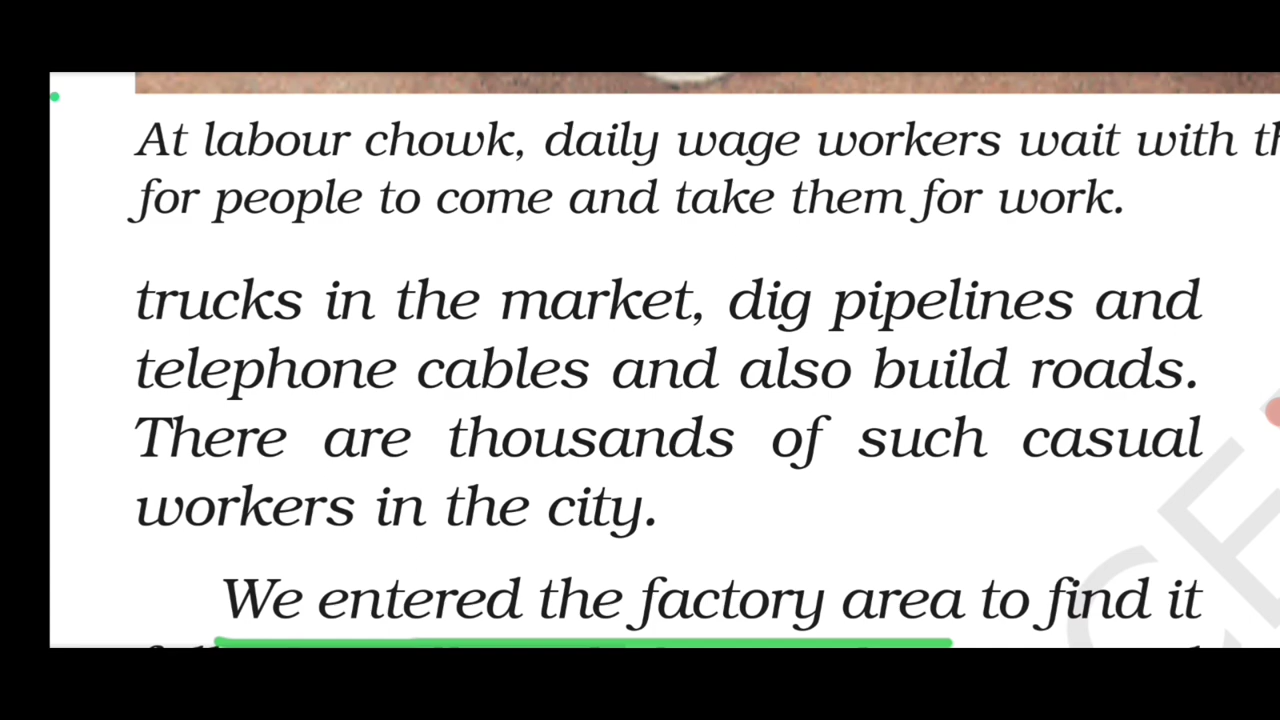 At labour chowk, daily wage workers wait with
for people to come and take them for work.
trucks in the market, dig pipelines and
telephone cables and also build roads.
There are thousands of such casual
workers in the city.
We entered the factory area to find it